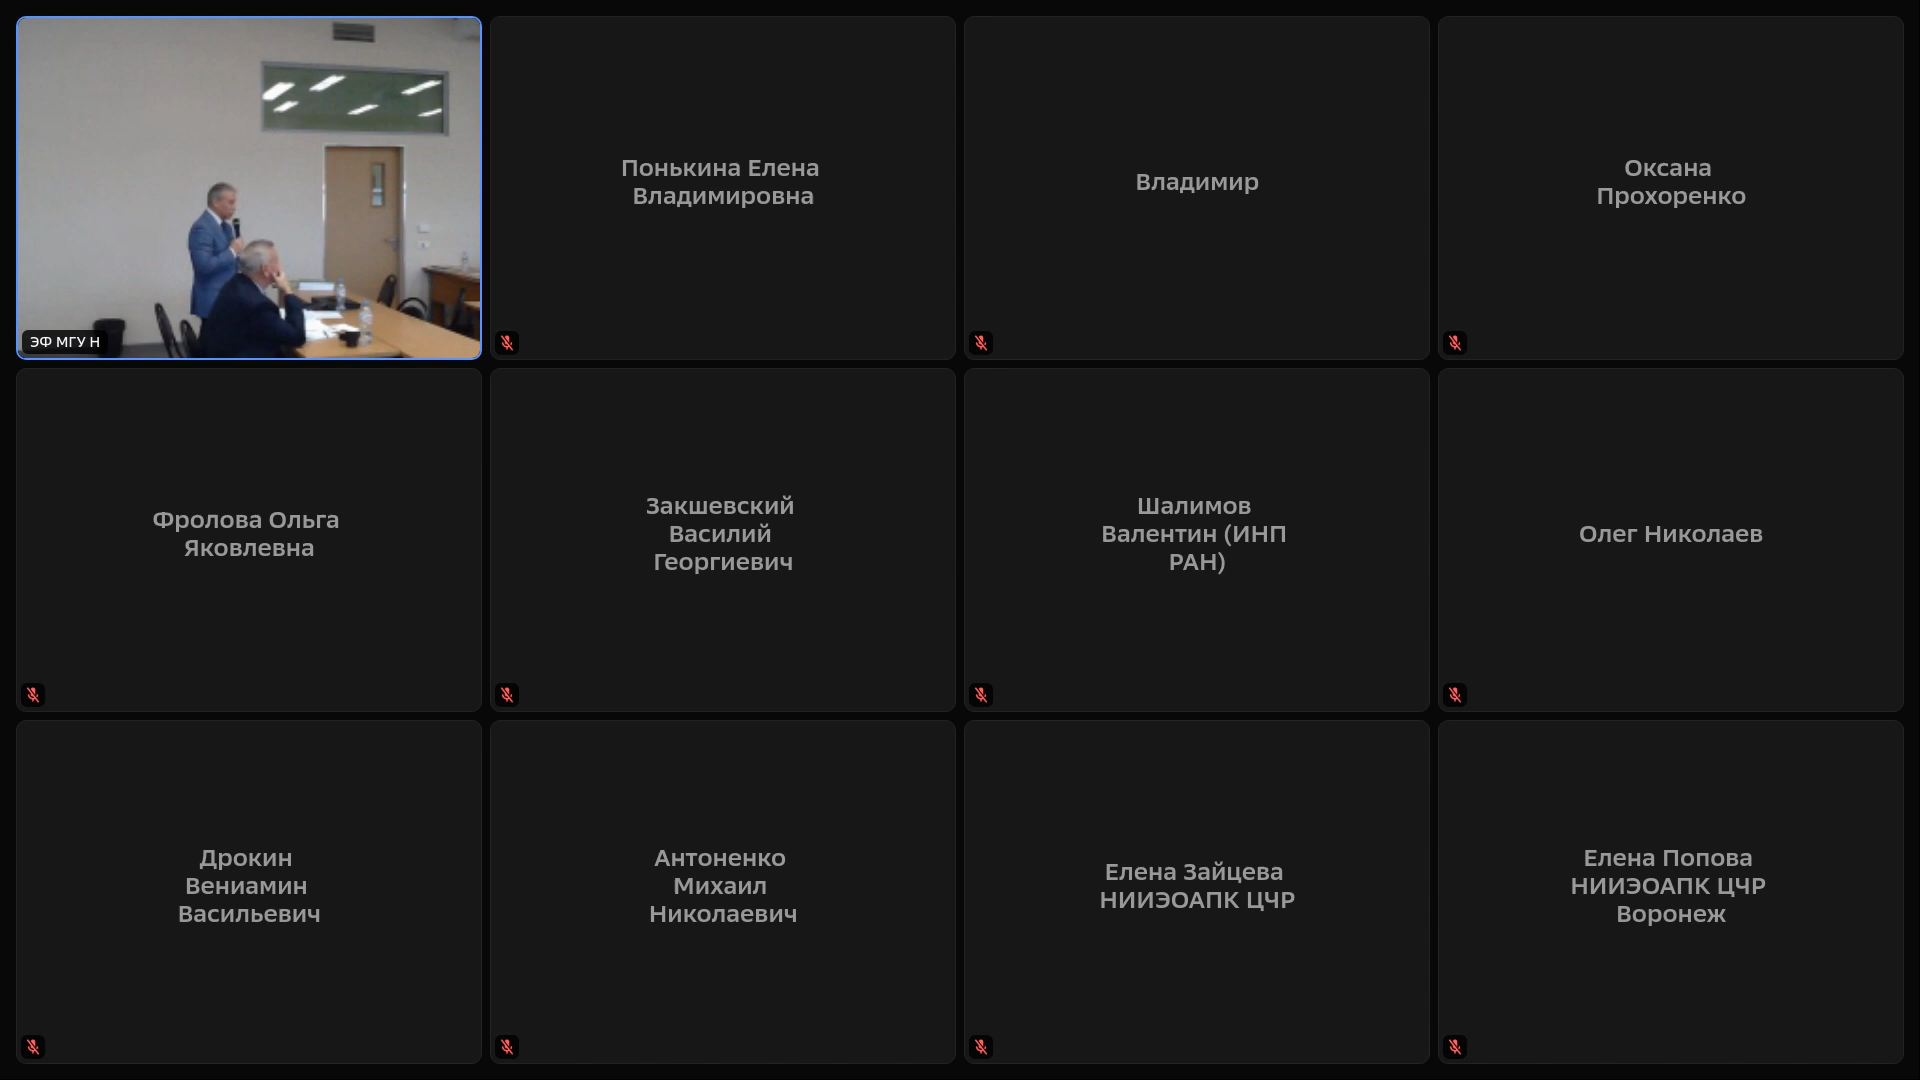 ЭФ МГУ Н
Понькина Елена
Владимировна
Владимир
Оксана
Прохоренко
Фролова Ольга
Яковлевна
Закшевский
Василий
Георгиевич
Шалимов
Валентин (ИНП
РАН)
Олег Николаев
Дрокин
Вениамин
Васильевич
Антоненко
Михаил
Николаевич
Елена Зайцева
НИИЭОАПК ЦЧР
Елена Попова
НИИЭОАПК ЦЧР
Воронеж